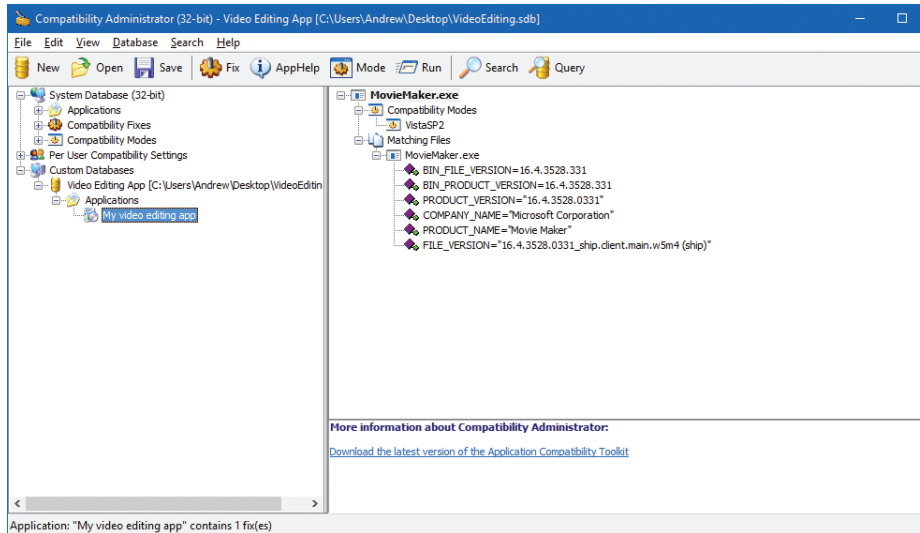 Compatibility Administrator (32-bit) - Video Editing App [C:\Users\Andrew\Desktop\VideoEditing.sdb]
File Edit View Database Search Help
New Open Save Fix AppHelp Mode Run Search Query
System Database (32-bit)
Applications
Compatibility Fixes
Compatibility Modes
Per User Compatibility Settings
Custom Databases
Video Editing App [C:\Users\Andrew\Desktop\VideoEditin
Applications
My video editing app
MovieMaker.exe
Compatibility Modes
VistaSP2
Matching Files
MovieMaker.exe
BIN_FILE_VERSION=16.4.3528.331
BIN_PRODUCT_VERSION=16.4.3528.331
PRODUCT_VERSION="16.4.3528.0331"
COMPANY_NAME="Microsoft Corporation"
PRODUCT_NAME="Movie Maker"
FILE_VERSION="16.4.3528.0331_ship.client.main.w5m4 (ship)"
More information about Compatibility Administrator:
Download the latest version of the Application Compatibility Toolkit
Application: "My video editing app" contains 1 fix(es)